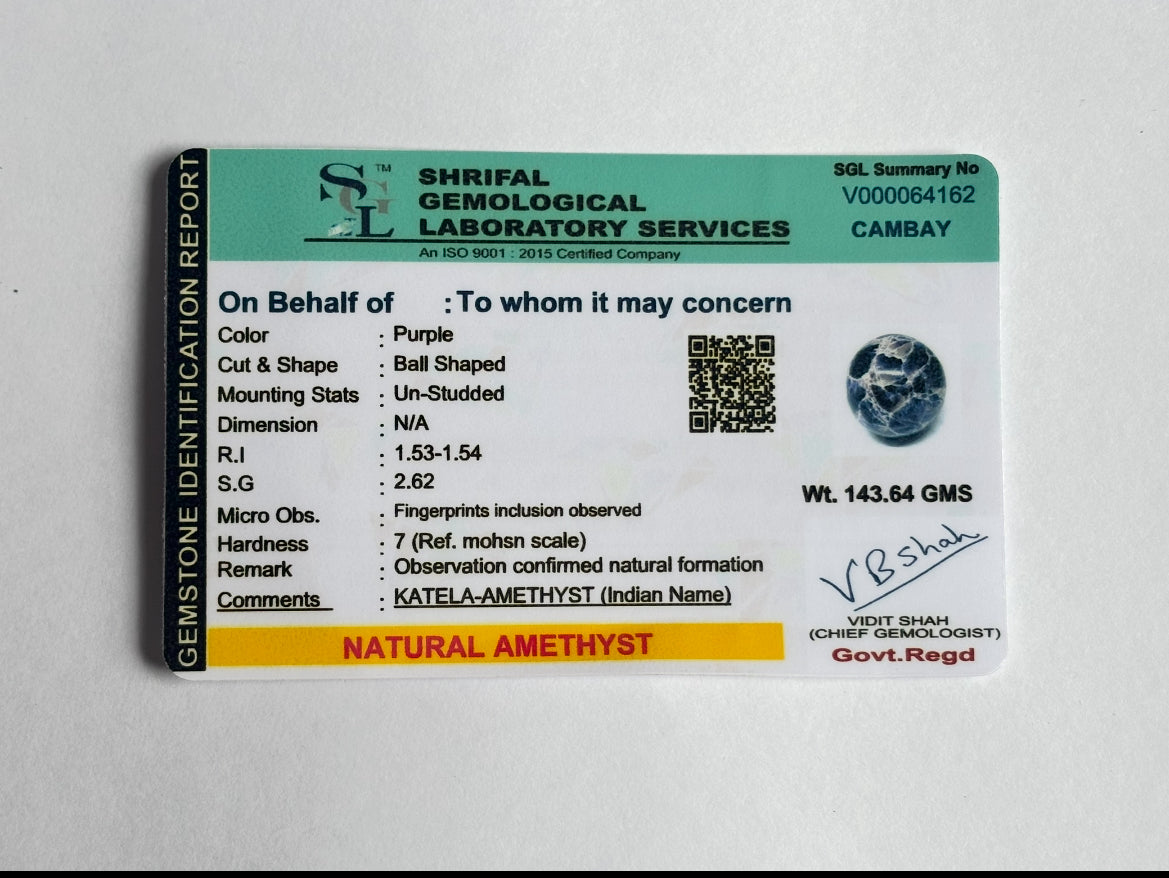 GEMSTONE IDENTIFICATION REPORT
SGL ™
SHRIFAL
GEMOLOGICAL
LABORATORY SERVICES
An ISO 9001 : 2015 Certified Company
SGL Summary No
V000064162
CAMBAY
On Behalf of : To whom it may concern
Color : Purple
Cut & Shape : Ball Shaped
Mounting Stats : Un-Studded
Dimension : N/A
R.I : 1.53-1.54
S.G : 2.62
Micro Obs. : Fingerprints inclusion observed
Hardness : 7 (Ref. mohsn scale)
Remark : Observation confirmed natural formation
Comments : KATELA-AMETHYST (Indian Name)
NATURAL AMETHYST
Wt. 143.64 GMS
VBshah
VIDIT SHAH
(CHIEF GEMOLOGIST)
Govt.Regd